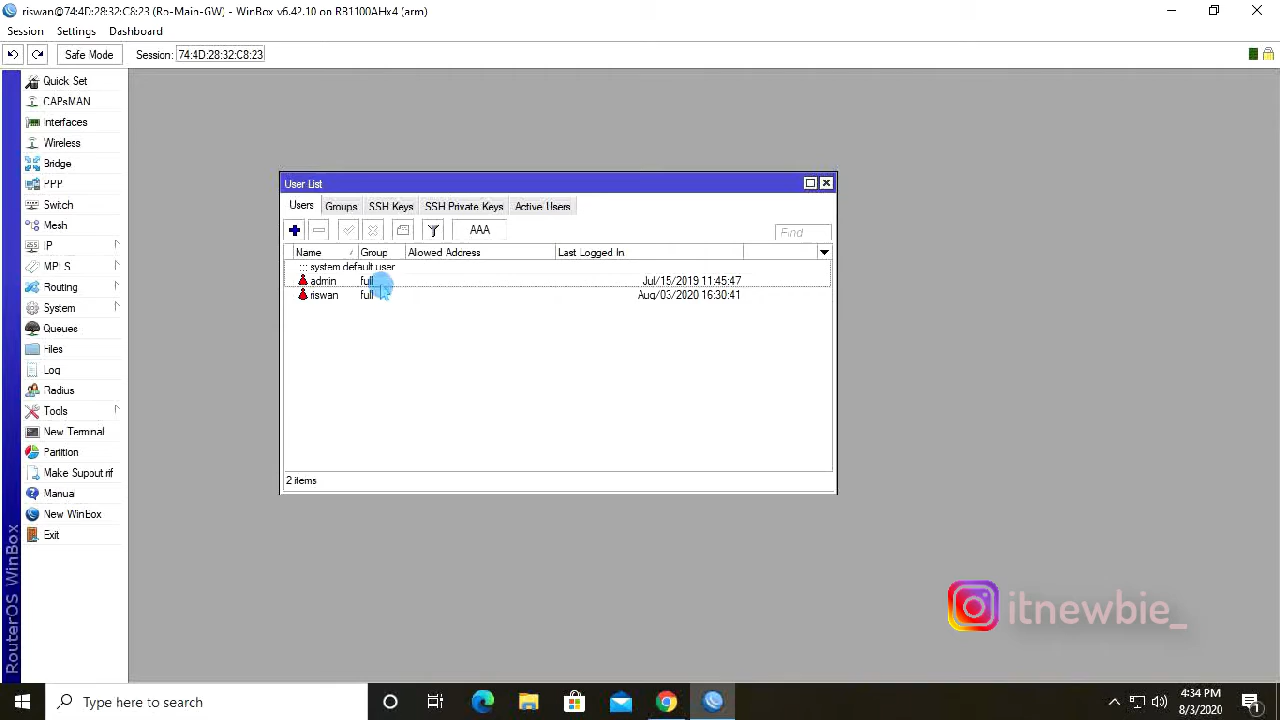 riswan@74:4D:28:32:C8:23 (Ro-Main-GW) - WinBox v6.42.10 on RB1100AHx4 (arm)
Session Settings Dashboard
Safe Mode Session: 74:4D:28:32:C8:23
Quick Set
CAPsMAN
Interfaces
Wireless
Bridge
PPP
Switch
Mesh
IP
MPLS
Routing
System
Queues
Files
Log
Radius
Tools
New Terminal
Partition
Make Supout.rif
Manual
New WinBox
Exit
RouterOS WinBox
User List
Users Groups SSH Keys SSH Private Keys Active Users
AAA Find
Name Group Allowed Address Last Logged In
::: system default user
admin full Jul/15/2019 11:45:47
riswan full Aug/03/2020 16:30:41
2 items
itnewbie_
Type here to search
4:34 PM
8/3/2020
1